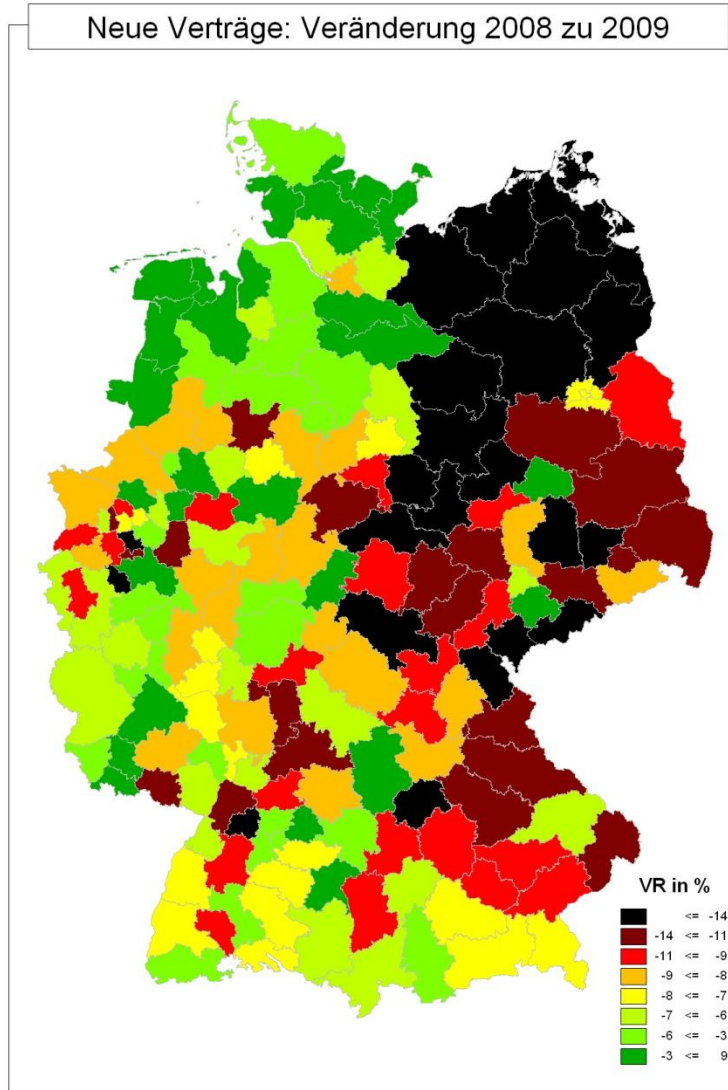 Neue Verträge: Veränderung 2008 zu 2009
VR in %
<= -14
-14 <= -11
-11 <= -9
-9 <= -8
-8 <= -7
-7 <= -6
-6 <= -3
-3 <= 9